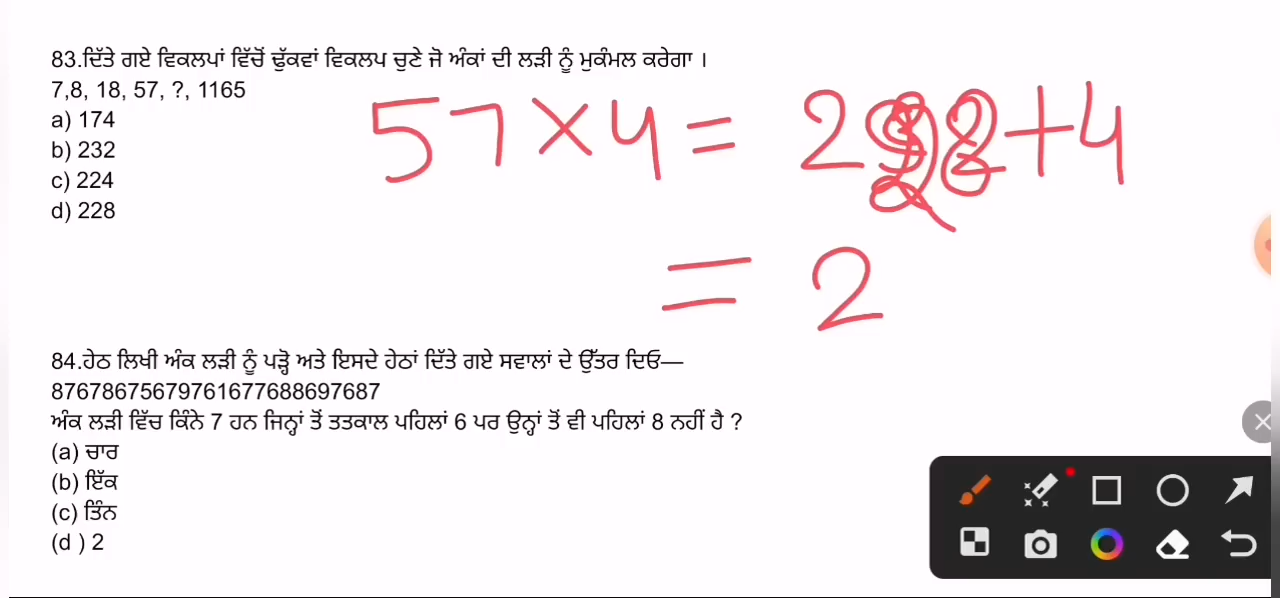 83.ਦਿੱਤੇ ਗਏ ਵਿਕਲਪਾਂ ਵਿੱਚੋਂ ਢੁੱਕਵਾਂ ਵਿਕਲਪ ਚੁਣੇ ਜੋ ਅੰਕਾਂ ਦੀ ਲੜੀ ਨੂੰ ਮੁਕੰਮਲ ਕਰੇਗਾ ।
7,8, 18, 57, ?, 1165
a) 174
b) 232
c) 224
d) 228
57 × 4 = 228 + 4
= 2
84.ਹੇਠ ਲਿਖੀ ਅੰਕ ਲੜੀ ਨੂੰ ਪੜ੍ਹੋ ਅਤੇ ਇਸਦੇ ਹੇਠਾਂ ਦਿੱਤੇ ਗਏ ਸਵਾਲਾਂ ਦੇ ਉੱਤਰ ਦਿਓ—
876786756797616776886976​87
ਅੰਕ ਲੜੀ ਵਿੱਚ ਕਿੰਨੇ 7 ਹਨ ਜਿਨ੍ਹਾਂ ਤੋਂ ਤਤਕਾਲ ਪਹਿਲਾਂ 6 ਪਰ ਉਨ੍ਹਾਂ ਤੋਂ ਵੀ ਪਹਿਲਾਂ 8 ਨਹੀਂ ਹੈ ?
(a) ਚਾਰ
(b) ਇੱਕ
(c) ਤਿੰਨ
(d ) 2